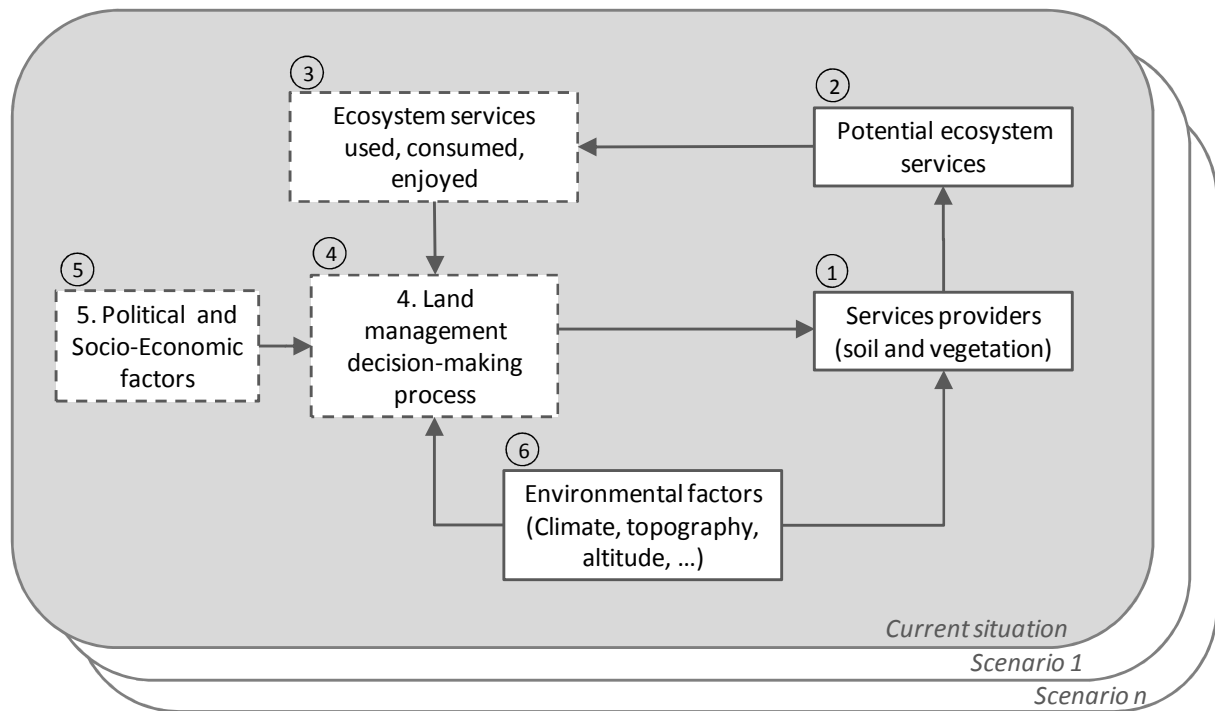 3
Ecosystem services
used, consumed,
enjoyed
2
Potential ecosystem
services
5
5. Political and
Socio-Economic
factors
4
4. Land
management
decision-making
process
1
Services providers
(soil and vegetation)
6
Environmental factors
(Climate, topography,
altitude, ...)
Current situation
Scenario 1
Scenario n